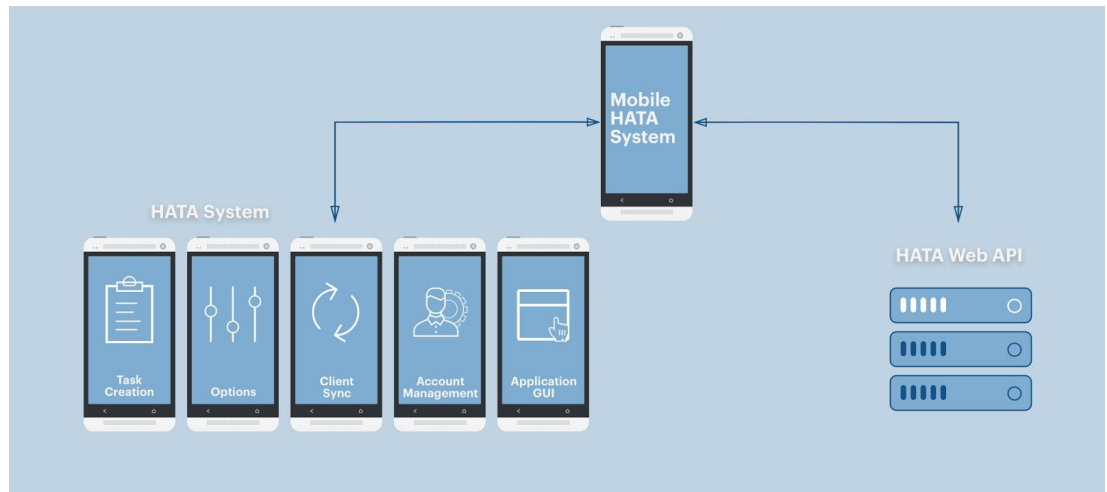 Mobile
HATA
System
HATA System
HATA Web API
Task
Creation
Options
Client
Sync
Account
Management
Application
GUI